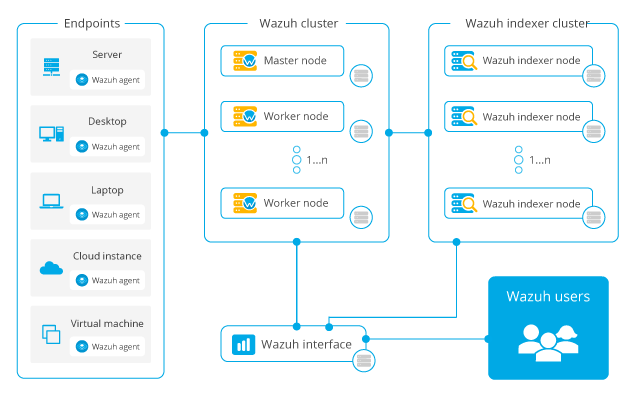 Endpoints
Server
Wazuh agent
Desktop
Wazuh agent
Laptop
Wazuh agent
Cloud instance
Wazuh agent
Virtual machine
Wazuh agent
Wazuh cluster
Master node
Worker node
1...n
Worker node
Wazuh indexer cluster
Wazuh indexer node
Wazuh indexer node
1...n
Wazuh indexer node
Wazuh interface
Wazuh users